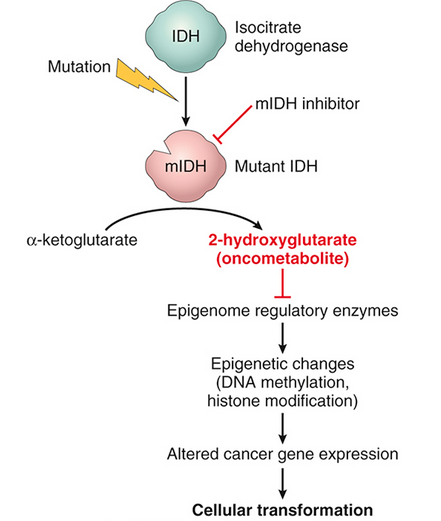 IDH
Isocitrate
dehydrogenase
Mutation
mIDH inhibitor
mIDH
Mutant IDH
α-ketoglutarate
2-hydroxyglutarate
(oncometabolite)
Epigenome regulatory enzymes
Epigenetic changes
(DNA methylation,
histone modification)
Altered cancer gene expression
Cellular transformation